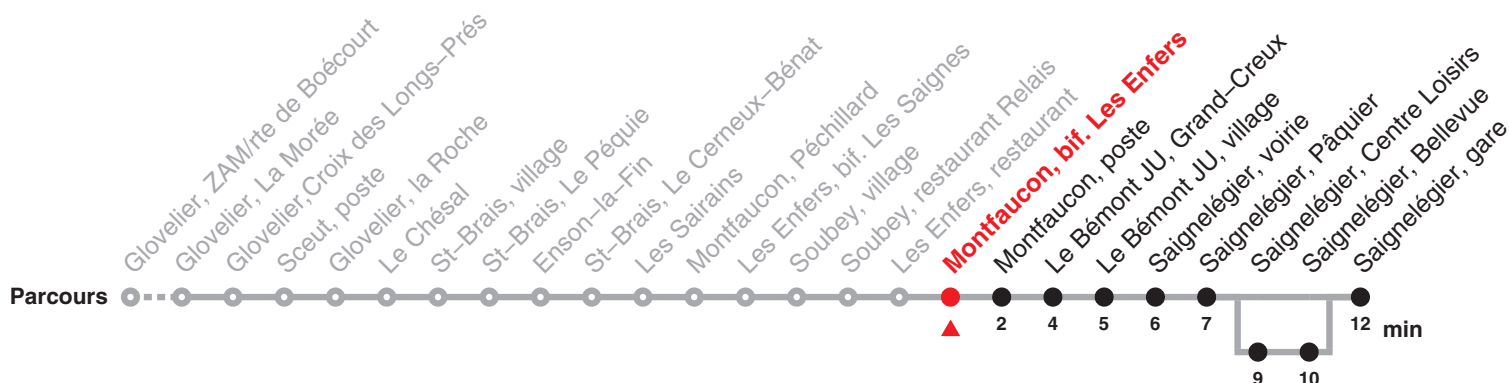 Glovelier, ZAM/rte de Boécourt
Glovelier, La Morée
Glovelier, Croix des Longs–Prés
Sceut, poste
Glovelier, la Roche
Le Chésal
St–Brais, village
St–Brais, Le Péquie
Enson–la–Fin
St–Brais, Le Cerneux–Bénat
Les Sairains
Montfaucon, Péchillard
Les Enfers, bif. Les Saignes
Soubey, village
Soubey, restaurant Relais
Les Enfers, restaurant
Montfaucon, bif. Les Enfers
Montfaucon, poste
Le Bémont JU, Grand–Creux
Le Bémont JU, village
Saignelégier, voirie
Saignelégier, Pâquier
Saignelégier, Centre Loisirs
Saignelégier, Bellevue
Saignelégier, gare
Parcours
2 4 5 6 7 12 min
9 10